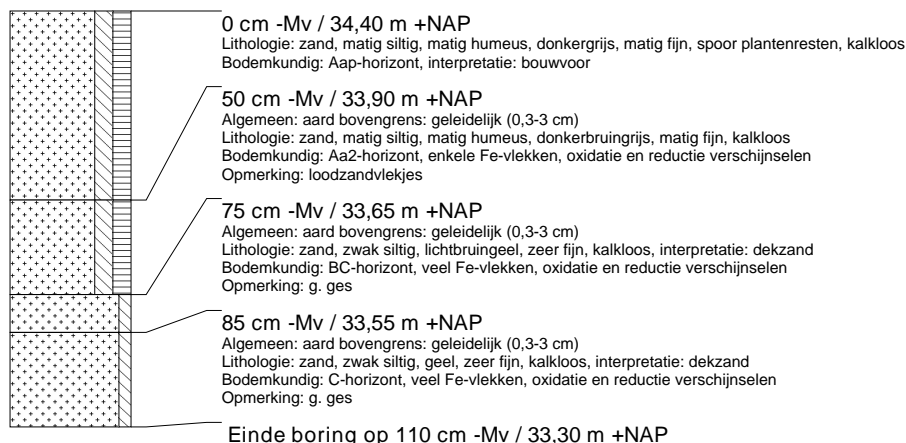 0 cm -Mv / 34,40 m +NAP
Lithologie: zand, matig siltig, matig humeus, donkergrijs, matig fijn, spoor plantenresten, kalkloos
Bodemkundig: Aap-horizont, interpretatie: bouwvoor
50 cm -Mv / 33,90 m +NAP
Algemeen: aard bovengrens: geleidelijk (0,3-3 cm)
Lithologie: zand, matig siltig, matig humeus, donkerbruingrijs, matig fijn, kalkloos
Bodemkundig: Aa2-horizont, enkele Fe-vlekken, oxidatie en reductie verschijnselen
Opmerking: loodzandvlekjes
75 cm -Mv / 33,65 m +NAP
Algemeen: aard bovengrens: geleidelijk (0,3-3 cm)
Lithologie: zand, zwak siltig, lichtbruingeel, zeer fijn, kalkloos, interpretatie: dekzand
Bodemkundig: BC-horizont, veel Fe-vlekken, oxidatie en reductie verschijnselen
Opmerking: g. ges
85 cm -Mv / 33,55 m +NAP
Algemeen: aard bovengrens: geleidelijk (0,3-3 cm)
Lithologie: zand, zwak siltig, geel, zeer fijn, kalkloos, interpretatie: dekzand
Bodemkundig: C-horizont, veel Fe-vlekken, oxidatie en reductie verschijnselen
Opmerking: g. ges
Einde boring op 110 cm -Mv / 33,30 m +NAP